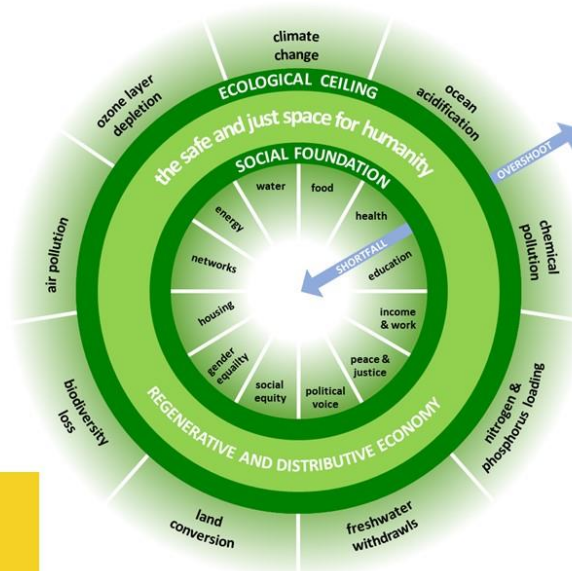 climate
change
ocean
acidification
chemical
pollution
nitrogen &
phosphorus loading
freshwater
withdrawls
land
conversion
biodiversity
loss
air pollution
ozone layer
depletion
ECOLOGICAL CEILING
the safe and just space for humanity
SOCIAL FOUNDATION
OVERSHOOT
SHORTFALL
water
food
health
education
income
& work
peace &
justice
political
voice
social
equity
gender
equality
housing
networks
energy
REGENERATIVE AND DISTRIBUTIVE ECONOMY